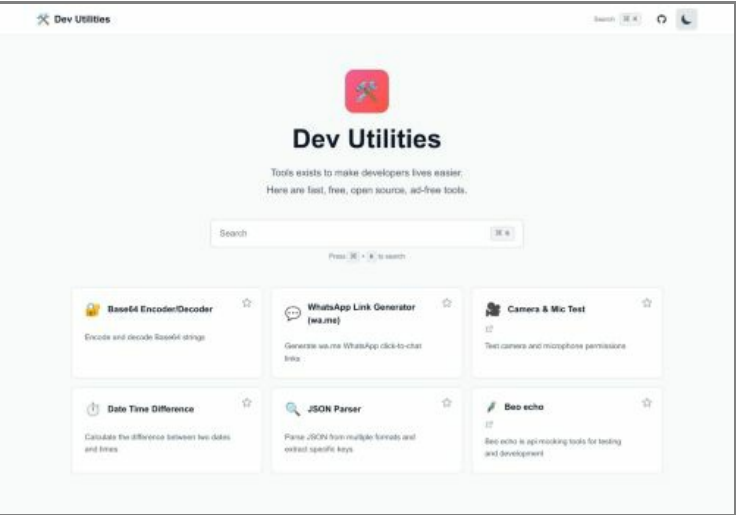 Dev Utilities
Search ⌘ K
Dev Utilities
Tools exists to make developers lives easier.
Here are fast, free, open source, ad-free tools.
Search ⌘ K
Press ⌘ + K to search
Base64 Encoder/Decoder
Encode and decode Base64 strings
WhatsApp Link Generator
(wa.me)
Generate wa.me WhatsApp click-to-chat
links
Camera & Mic Test
Test camera and microphone permissions
Date Time Difference
Calculate the difference between two dates
and times
JSON Parser
Parse JSON from multiple formats and
extract specific keys
Beo echo
Beo echo is api mocking tools for testing
and development